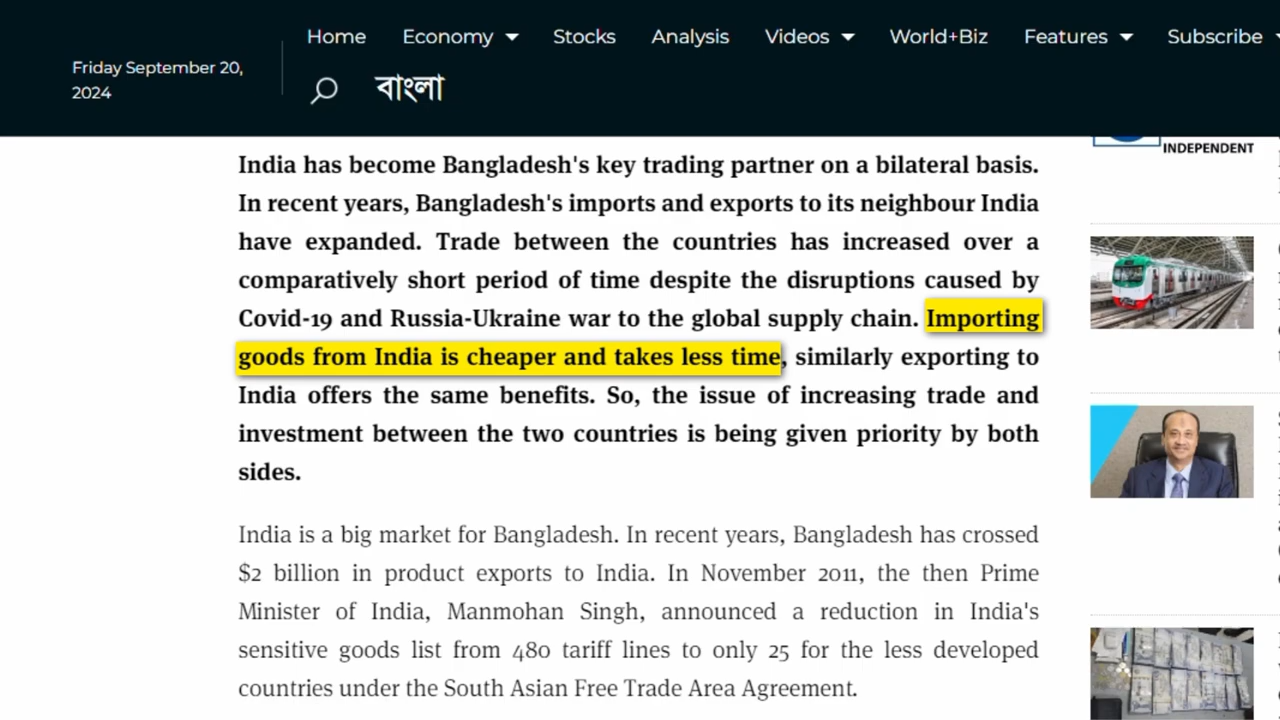 Home Economy Stocks Analysis Videos World+Biz Features Subscribe
Friday September 20,
2024
বাংলা
INDEPENDENT
India has become Bangladesh's key trading partner on a bilateral basis.
In recent years, Bangladesh's imports and exports to its neighbour India
have expanded. Trade between the countries has increased over a
comparatively short period of time despite the disruptions caused by
Covid-19 and Russia-Ukraine war to the global supply chain. Importing
goods from India is cheaper and takes less time, similarly exporting to
India offers the same benefits. So, the issue of increasing trade and
investment between the two countries is being given priority by both
sides.
India is a big market for Bangladesh. In recent years, Bangladesh has crossed
$2 billion in product exports to India. In November 2011, the then Prime
Minister of India, Manmohan Singh, announced a reduction in India's
sensitive goods list from 480 tariff lines to only 25 for the less developed
countries under the South Asian Free Trade Area Agreement.